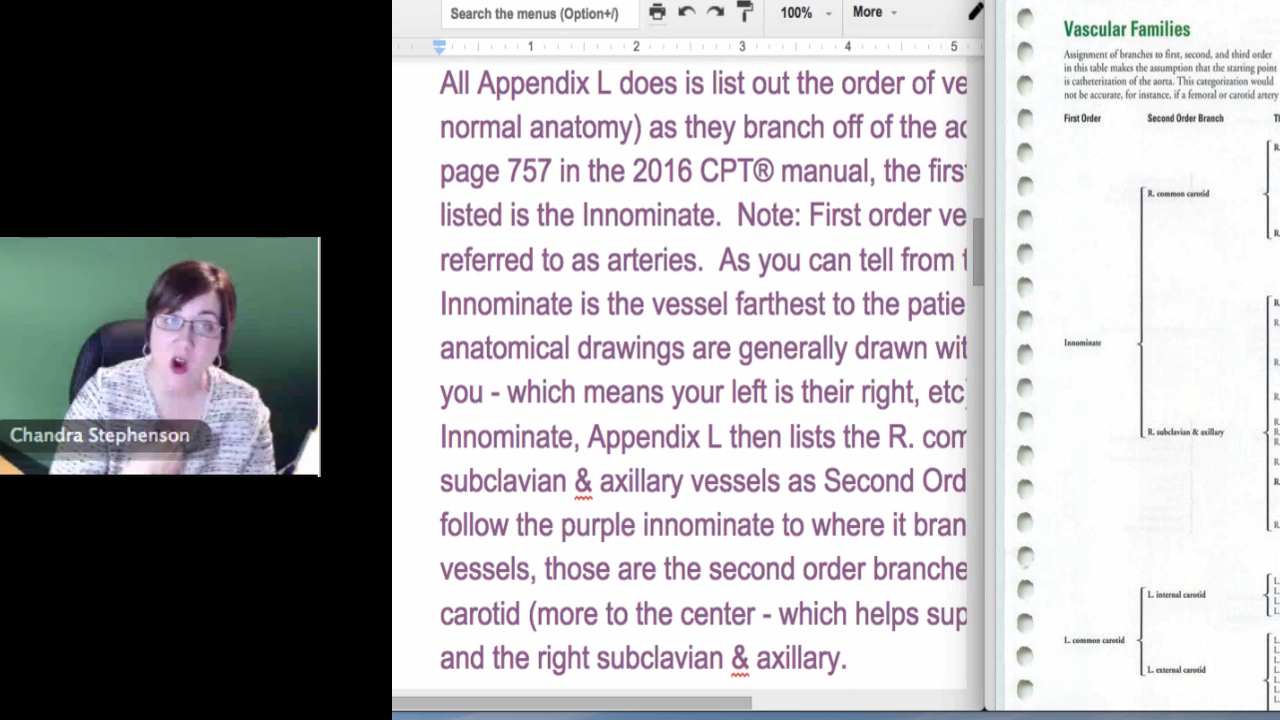 Search the menus (Option+/)
100%
More
1 2 3 4 5
All Appendix L does is list out the order of ve
normal anatomy) as they branch off of the ao
page 757 in the 2016 CPT® manual, the first
listed is the Innominate. Note: First order ve
referred to as arteries. As you can tell from t
Innominate is the vessel farthest to the patie
anatomical drawings are generally drawn wit
you - which means your left is their right, etc)
Innominate, Appendix L then lists the R. com
subclavian & axillary vessels as Second Ord
follow the purple innominate to where it bran
vessels, those are the second order branche
carotid (more to the center - which helps sup
and the right subclavian & axillary.
Chandra Stephenson
Vascular Families
Assignment of branches to first, second, and third order
in this table makes the assumption that the starting point
is catheterization of the aorta. This categorization would
not be accurate, for instance, if a femoral or carotid artery
First Order Second Order Branch
R. common carotid
Innominate
R. subclavian & axillary
L. internal carotid
L. common carotid
L. external carotid